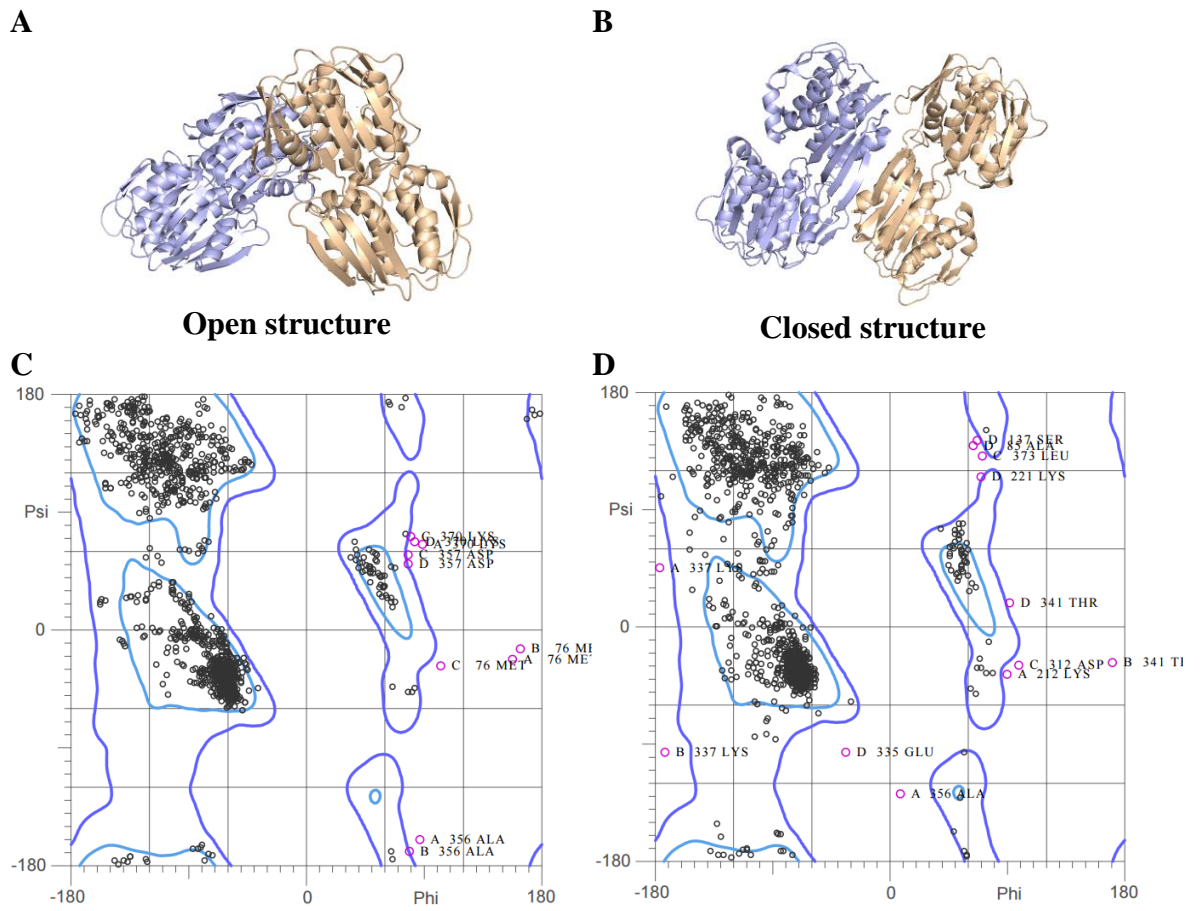 A
B
Open structure
Closed structure
C
D
180
Psi
0
-180
-180
0
Phi
180
C 370 LYS
A 370 LYS
C 357 ASP
D 357 ASP
B 76 ME
A 76 ME
C 76 MET
A 356 ALA
B 356 ALA
180
Psi
0
-180
-180
0
Phi
180
D 137 SER
D 85 ALA
C 373 LEU
D 221 LYS
A 337 LYS
D 341 THR
C 312 ASP
B 341 TH
A 212 LYS
B 337 LYS
D 335 GLU
A 356 ALA